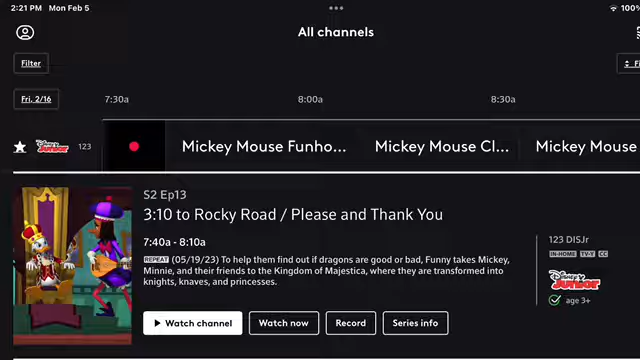 2:21 PM Mon Feb 5
100%
All channels
Filter
Fri, 2/16
7:30a
8:00a
8:30a
Disney Junior
123
Mickey Mouse Funho...
Mickey Mouse Cl...
Mickey Mouse
S2 Ep13
3:10 to Rocky Road / Please and Thank You
7:40a - 8:10a
REPEAT (05/19/23) To help them find out if dragons are good or bad, Funny takes Mickey,
Minnie, and their friends to the Kingdom of Majestica, where they are transformed into
knights, knaves, and princesses.
123 DISJr
IN-HOME TV-Y CC
Disney Junior
age 3+
Watch channel
Watch now
Record
Series info